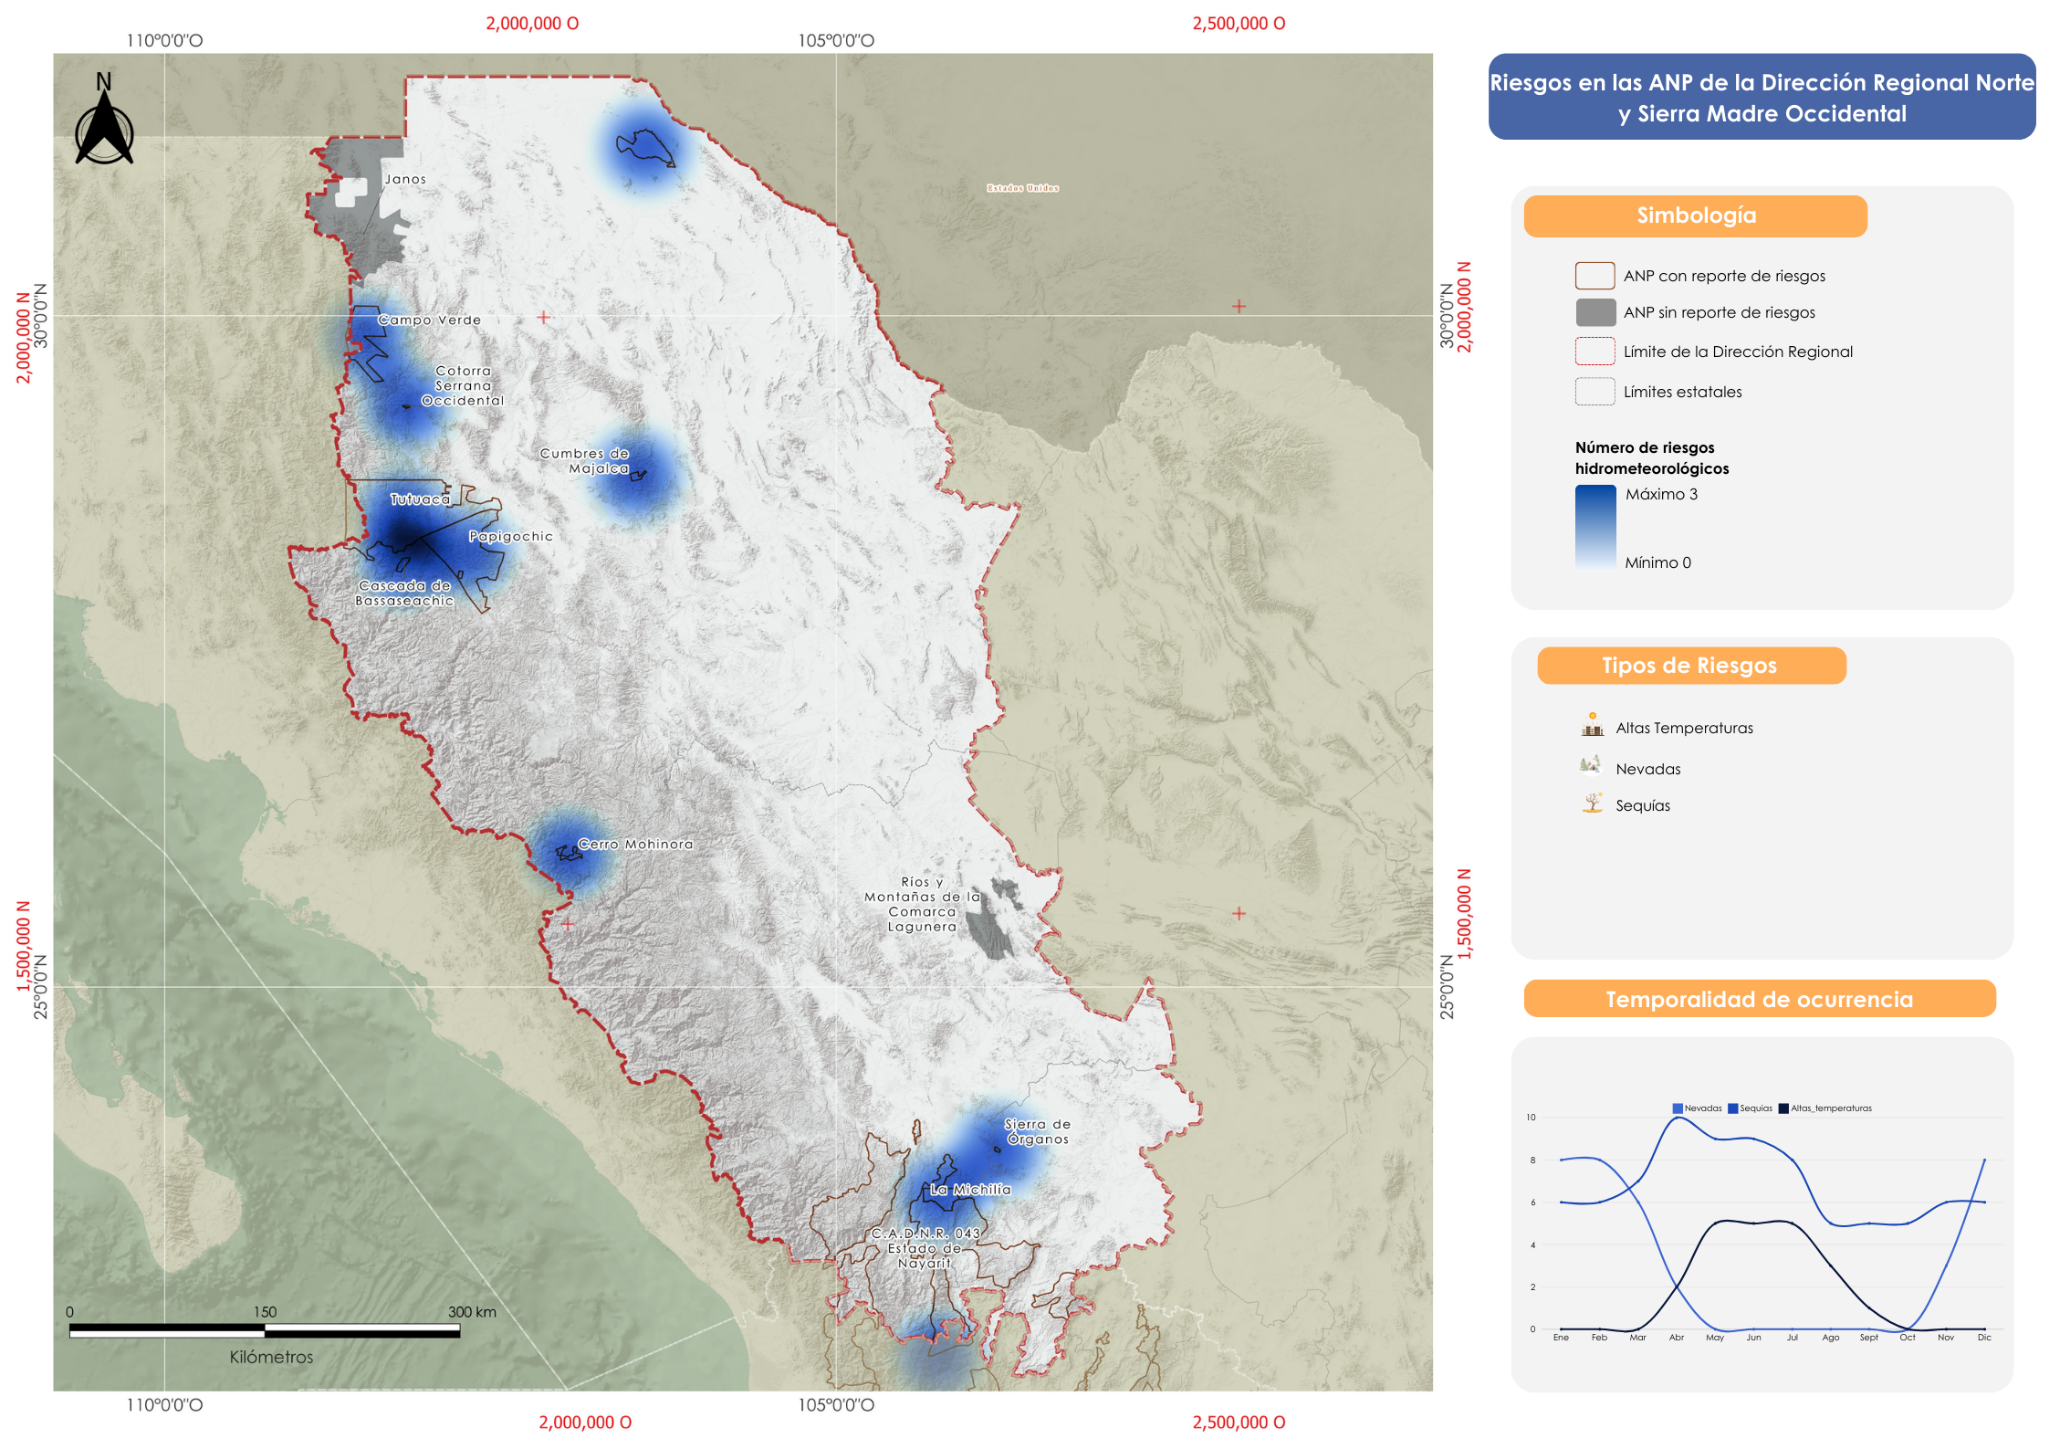 2,000,000 O
2,500,000 O
110°0'0"O
105°0'0"O
Riesgos en las ANP de la Dirección Regional Norte
y Sierra Madre Occidental
N
Janos
Estados Unidos
Simbología
ANP con reporte de riesgos
ANP sin reporte de riesgos
Límite de la Dirección Regional
Límites estatales
2,000,000 N
30°0'0"N
30°0'0"N
2,000,000 N
Campo Verde
Cotorra
Serrana
Occidental
Cumbres de
Majalca
Tutuaca
Papigochic
Cascada de
Bassaseachic
Número de riesgos
hidrometeorológicos
Máximo 3
Mínimo 0
Tipos de Riesgos
Altas Temperaturas
Nevadas
Sequías
Cerro Mohinora
Ríos y
Montañas de la
Comarca
Lagunera
1,500,000 N
25°0'0"N
25°0'0"N
1,500,000 N
Temporalidad de ocurrencia
Nevadas Sequías Altas_temperaturas
10
8
6
4
2
0
Ene Feb Mar Abr May Jun Jul Ago Sept Oct Nov Dic
Sierra de
Órganos
La Michilía
C.A.D.N.R. 043
Estado de
Nayarit
0 150 300 km
Kilómetros
110°0'0"O
105°0'0"O
2,000,000 O
2,500,000 O